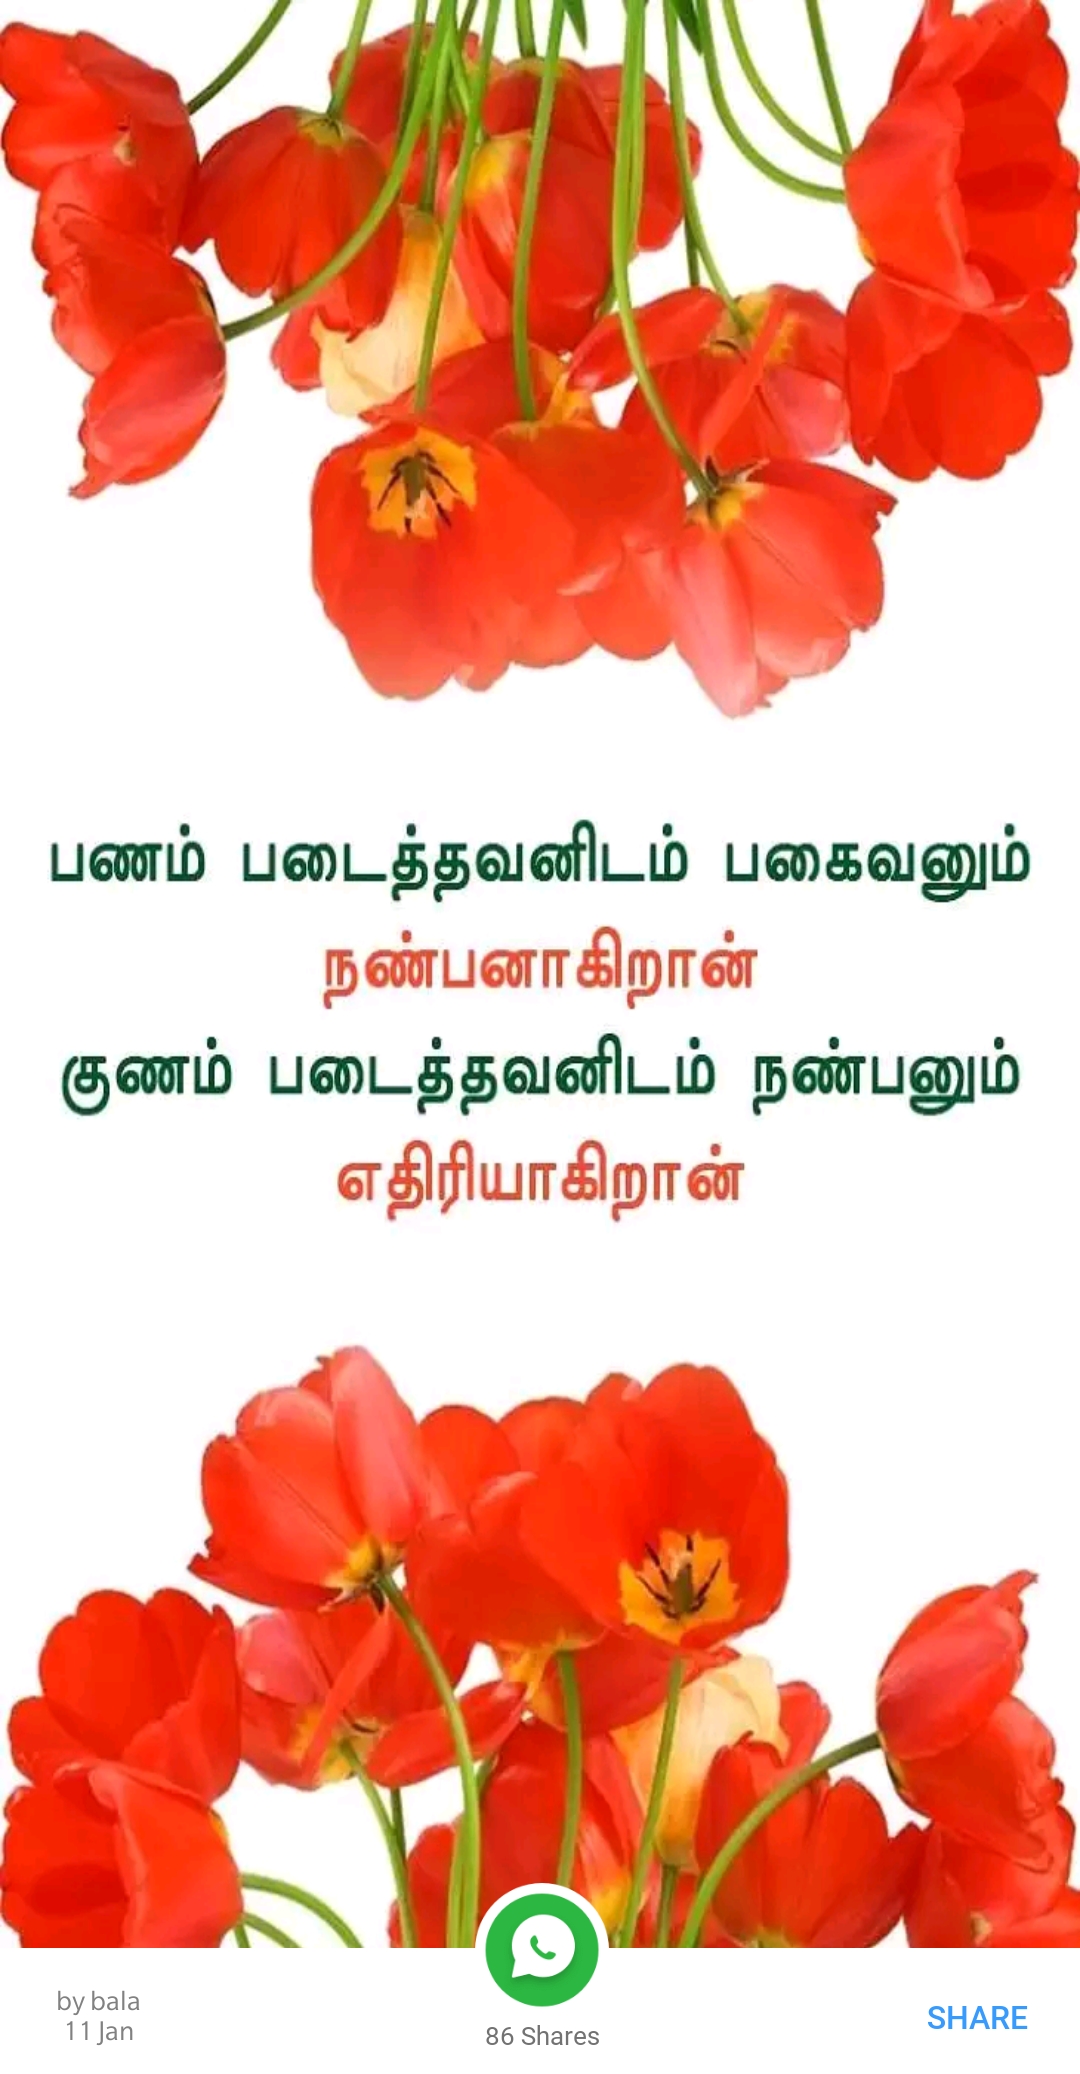 பணம் படைத்தவனிடம் பகைவனும்
நண்பனாகிறான்
குணம் படைத்தவனிடம் நண்பனும்
எதிரியாகிறான்
by bala
11 Jan
86 Shares
SHARE